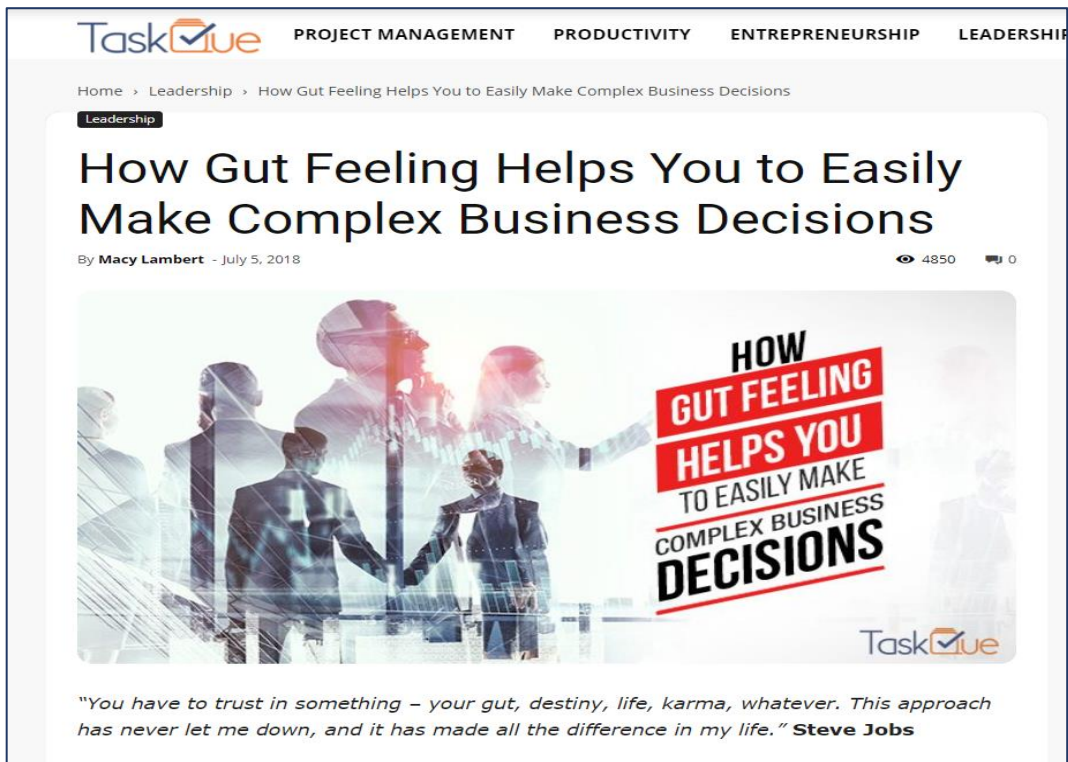 TaskQue PROJECT MANAGEMENT PRODUCTIVITY ENTREPRENEURSHIP LEADERSHIP
Home › Leadership › How Gut Feeling Helps You to Easily Make Complex Business Decisions
Leadership
How Gut Feeling Helps You to Easily
Make Complex Business Decisions
By Macy Lambert - July 5, 2018 4850 0
HOW
GUT FEELING
HELPS YOU
TO EASILY MAKE
COMPLEX BUSINESS
DECISIONS
TaskQue
"You have to trust in something – your gut, destiny, life, karma, whatever. This approach
has never let me down, and it has made all the difference in my life." Steve Jobs